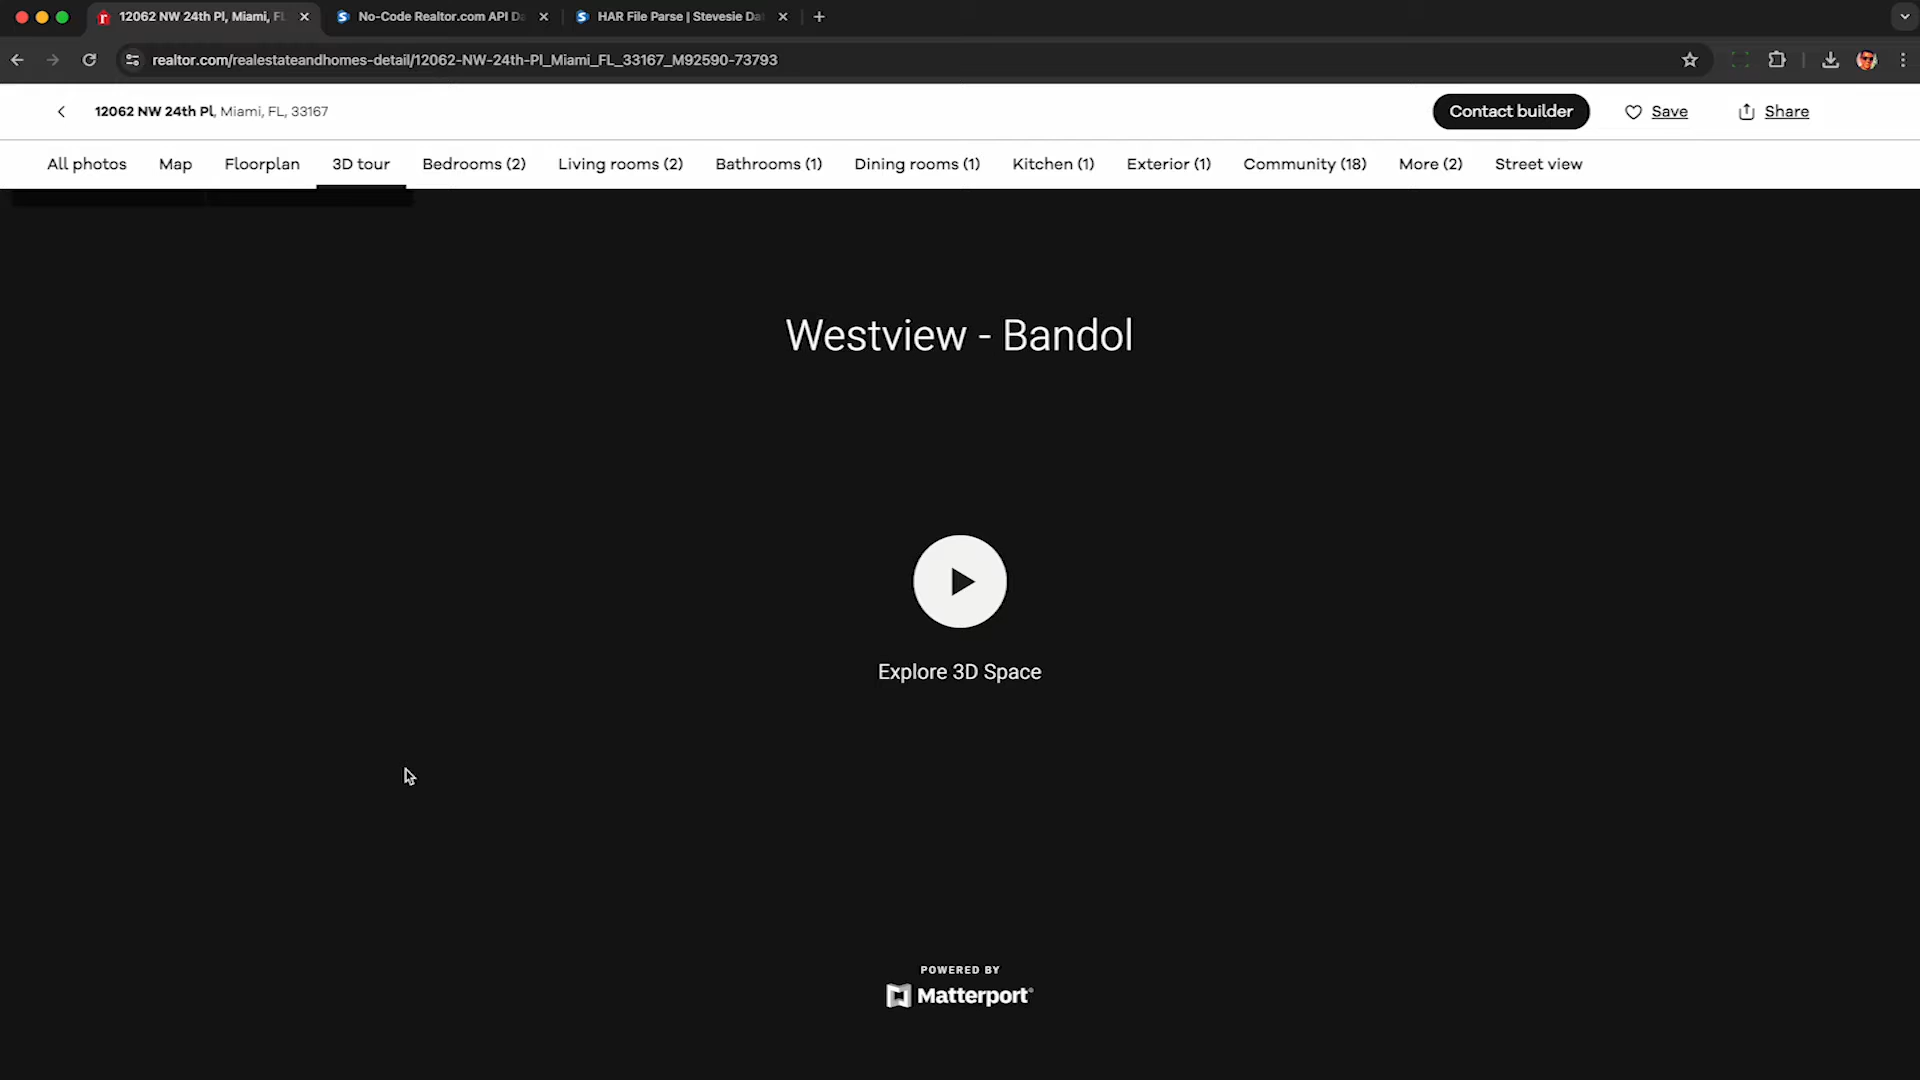 12062 NW 24th Pl, Miami, FL
No-Code Realtor.com API Da
HAR File Parse | Stevesie Dat
realtor.com/realestateandhomes-detail/12062-NW-24th-Pl_Miami_FL_33167_M92590-73793
12062 NW 24th Pl, Miami, FL, 33167
Contact builder
Save
Share
All photos
Map
Floorplan
3D tour
Bedrooms (2)
Living rooms (2)
Bathrooms (1)
Dining rooms (1)
Kitchen (1)
Exterior (1)
Community (18)
More (2)
Street view
Westview - Bandol
Explore 3D Space
POWERED BY
Matterport